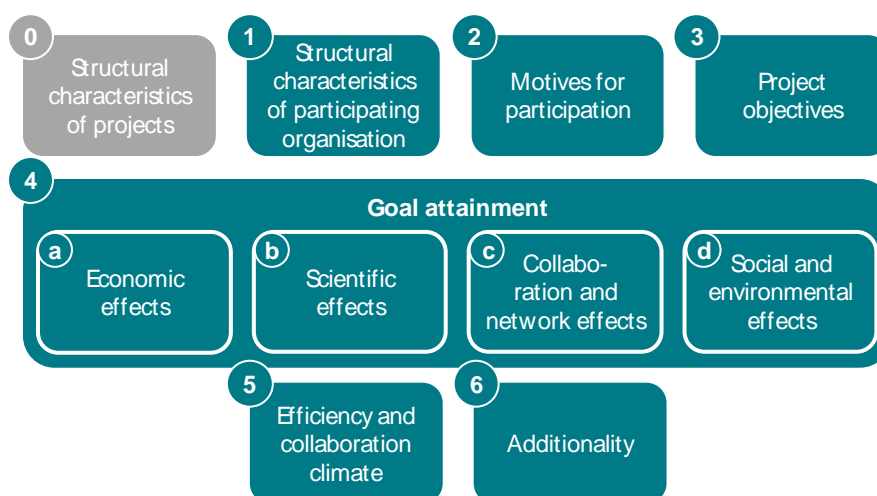 0
Structural
characteristics
of projects
1
Structural
characteristics
of participating
organisation
2
Motives for
participation
3
Project
objectives
4
Goal attainment
a
Economic
effects
b
Scientific
effects
c
Collabo-
ration and
network effects
d
Social and
environmental
effects
5
Efficiency and
collaboration
climate
6
Additionality